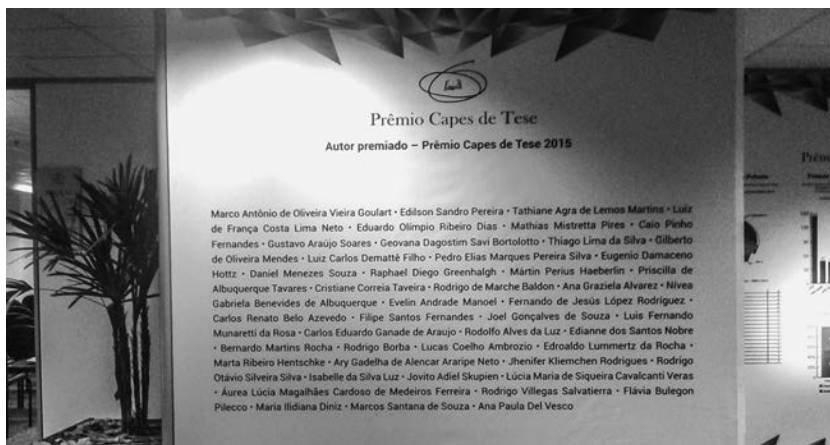 Prêmio Capes de Tese
Autor premiado – Prêmio Capes de Tese 2015
Marco Antônio de Oliveira Vieira Goulart • Edilson Sandro Pereira • Tathiane Agra de Lemos Martins • Luiz
de França Costa Lima Neto • Eduardo Olímpio Ribeiro Dias • Mathias Mistretta Pires • Caio Pinho
Fernandes • Gustavo Araújo Soares • Geovana Dagostim Savi Bortolotto • Thiago Lima da Silva • Gilberto
de Oliveira Mendes • Luiz Carlos Demattê Filho • Pedro Elias Marques Pereira Silva • Eugenio Damaceno
Hottz • Daniel Menezes Souza • Raphael Diego Greenhalgh • Mártin Perius Haeberlin • Priscilla de
Albuquerque Tavares • Cristiane Correia Taveira • Rodrigo de Marche Baldon • Ana Graziela Alvarez • Nívea
Gabriela Benevides de Albuquerque • Evelin Andrade Manoel • Fernando de Jesús López Rodríguez •
Carlos Renato Belo Azevedo • Filipe Santos Fernandes • Joel Gonçalves de Souza • Luis Fernando
Munaretti da Rosa • Carlos Eduardo Ganade de Araujo • Rodolfo Alves da Luz • Edianne dos Santos Nobre
• Bernardo Martins Rocha • Rodrigo Borba • Lucas Coelho Ambrozio • Edroaldo Lummertz da Rocha •
Marta Ribeiro Hentschke • Ary Gadelha de Alencar Araripe Neto • Jhenifer Kliemchen Rodrigues • Rodrigo
Otávio Silveira Silva • Isabelle da Silva Luz • Jovito Adiel Skupien • Lúcia Maria de Siqueira Cavalcanti Veras
• Áurea Lúcia Magalhães Cardoso de Medeiros Ferreira • Rodrigo Villegas Salvatierra • Flávia Bulegon
Pilecco • Maria Ilidiana Diniz • Marcos Santana de Souza • Ana Paula Del Vesco